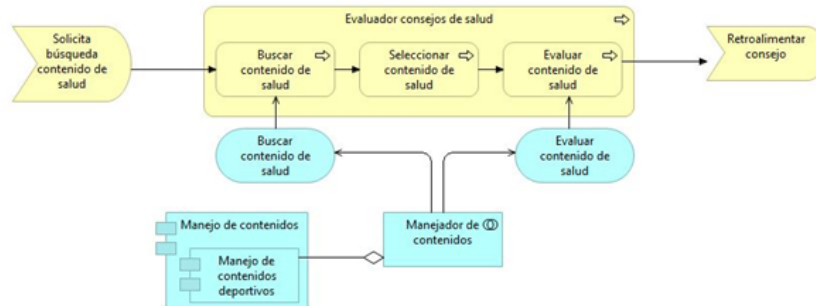 Solicita
búsqueda
contenido de
salud
Evaluador consejos de salud
Buscar
contenido de
salud
Seleccionar
contenido de
salud
Evaluar
contenido de
salud
Retroalimentar
consejo
Buscar
contenido de
salud
Evaluar
contenido de
salud
Manejo de contenidos
Manejo de
contenidos
deportivos
Manejador de
contenidos